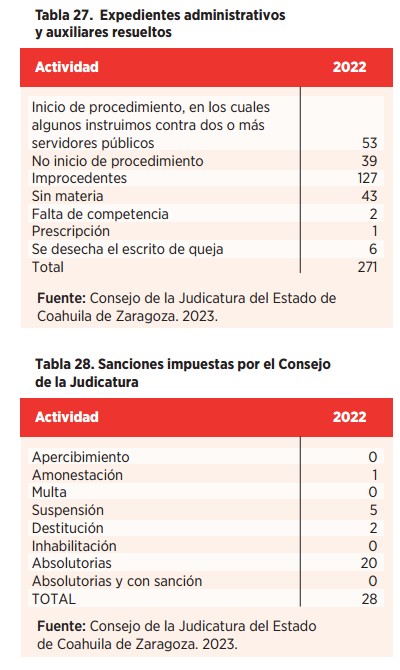 Tabla 27. Expedientes administrativos
y auxiliares resueltos
Actividad 2022
Inicio de procedimiento, en los cuales
algunos instruimos contra dos o más
servidores públicos 53
No inicio de procedimiento 39
Improcedentes 127
Sin materia 43
Falta de competencia 2
Prescripción 1
Se desecha el escrito de queja 6
Total 271
Fuente: Consejo de la Judicatura del Estado de
Coahuila de Zaragoza. 2023.
Tabla 28. Sanciones impuestas por el Consejo
de la Judicatura
Actividad 2022
Apercibimiento 0
Amonestación 1
Multa 0
Suspensión 5
Destitución 2
Inhabilitación 0
Absolutorias 20
Absolutorias y con sanción 0
TOTAL 28
Fuente: Consejo de la Judicatura del Estado
de Coahuila de Zaragoza. 2023.